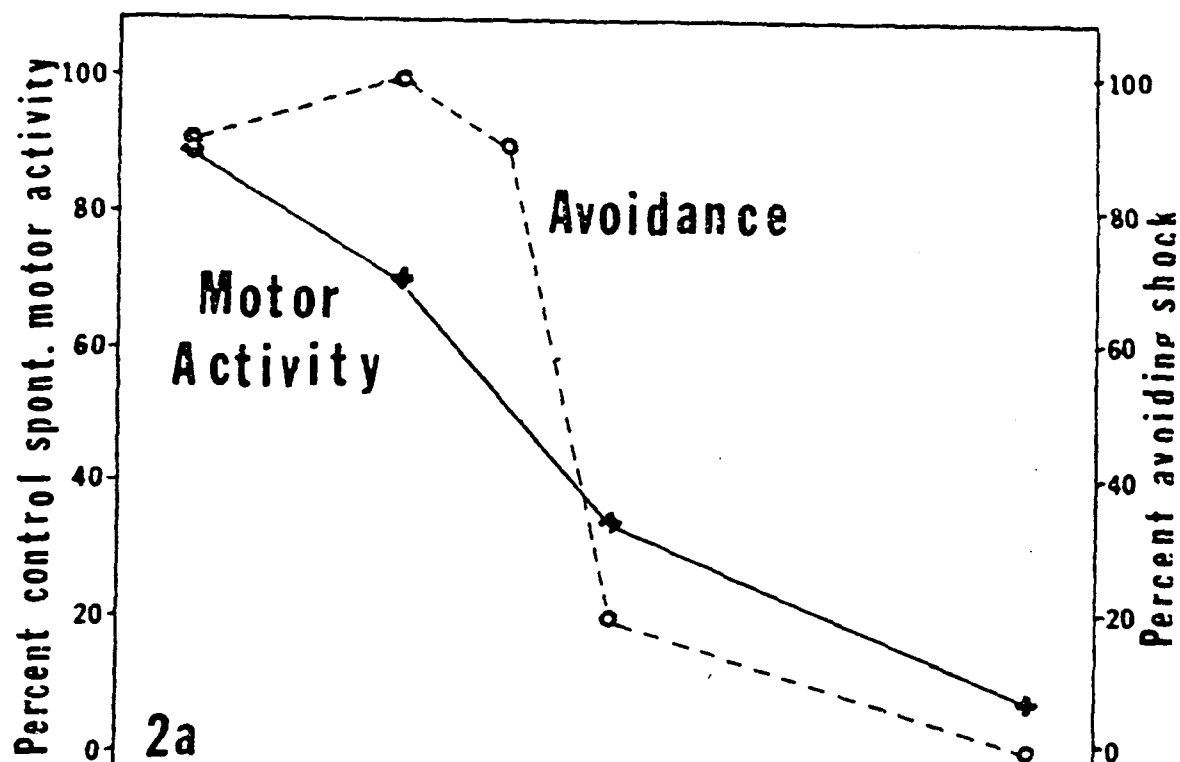 Percent control spont. motor activity
100
80
60
40
20
0
Avoidance
Motor
Activity
2a
100
80
60
40
20
0
Percent avoiding shock